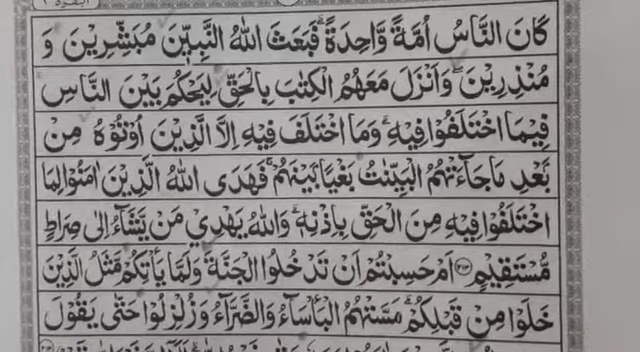 البقرة ٢
كَانَ النَّاسُ اُمَّةً وَّاحِدَةً ۫ فَبَعَثَ اللّٰهُ النَّبِيّٖنَ مُبَشِّرِيْنَ وَ
مُنْذِرِيْنَ ۪ وَاَنْزَلَ مَعَهُمُ الْكِتٰبَ بِالْحَقِّ لِيَحْكُمَ بَيْنَ النَّاسِ
فِيْمَا اخْتَلَفُوْا فِيْهِ ؕ وَمَا اخْتَلَفَ فِيْهِ اِلَّا الَّذِيْنَ اُوْتُوْهُ مِنْۢ
بَعْدِ مَا جَآءَتْهُمُ الْبَيِّنٰتُ بَغْيًۢا بَيْنَهُمْ ۚ فَهَدَى اللّٰهُ الَّذِيْنَ اٰمَنُوْا لِمَا
اخْتَلَفُوْا فِيْهِ مِنَ الْحَقِّ بِاِذْنِهٖ ؕ وَاللّٰهُ يَهْدِيْ مَنْ يَّشَآءُ اِلٰى صِرَاطٍ
مُّسْتَقِيْمٍ ﴿۲۱۳﴾ اَمْ حَسِبْتُمْ اَنْ تَدْخُلُوا الْجَنَّةَ وَلَمَّا يَاْتِكُمْ مَّثَلُ الَّذِيْنَ
خَلَوْا مِنْ قَبْلِكُمْ ؕ مَسَّتْهُمُ الْبَاْسَآءُ وَالضَّرَّآءُ وَزُلْزِلُوْا حَتّٰى يَقُوْلَ